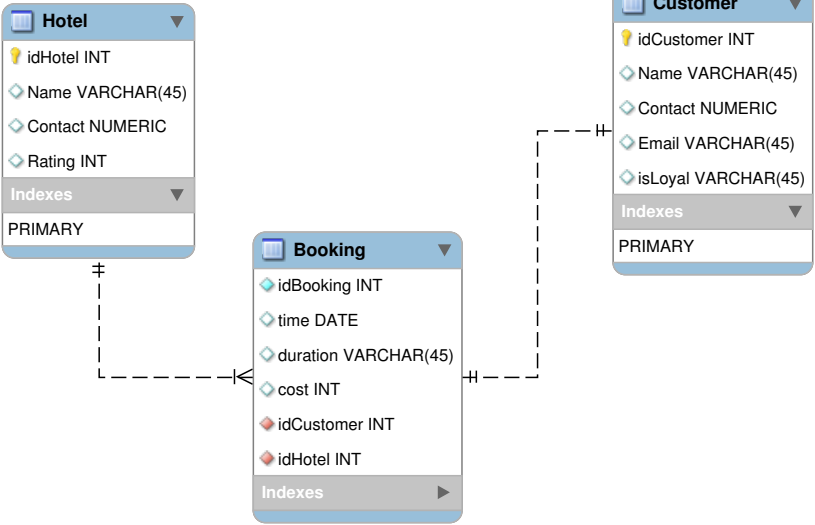 Hotel
idHotel INT
Name VARCHAR(45)
Contact NUMERIC
Rating INT
Indexes
PRIMARY
Customer
idCustomer INT
Name VARCHAR(45)
Contact NUMERIC
Email VARCHAR(45)
isLoyal VARCHAR(45)
Indexes
PRIMARY
Booking
idBooking INT
time DATE
duration VARCHAR(45)
cost INT
idCustomer INT
idHotel INT
Indexes